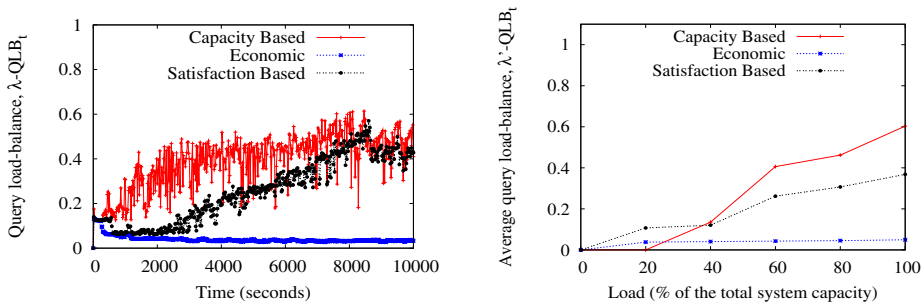 Query load-balance, λ-QLBt
1
0.8
0.6
0.4
0.2
0
Capacity Based
Economic
Satisfaction Based
0 2000 4000 6000 8000 10000
Time (seconds)
Average query load-balance, λ'-QLBt
1
0.8
0.6
0.4
0.2
0
Capacity Based
Economic
Satisfaction Based
0 20 40 60 80 100
Load (% of the total system capacity)